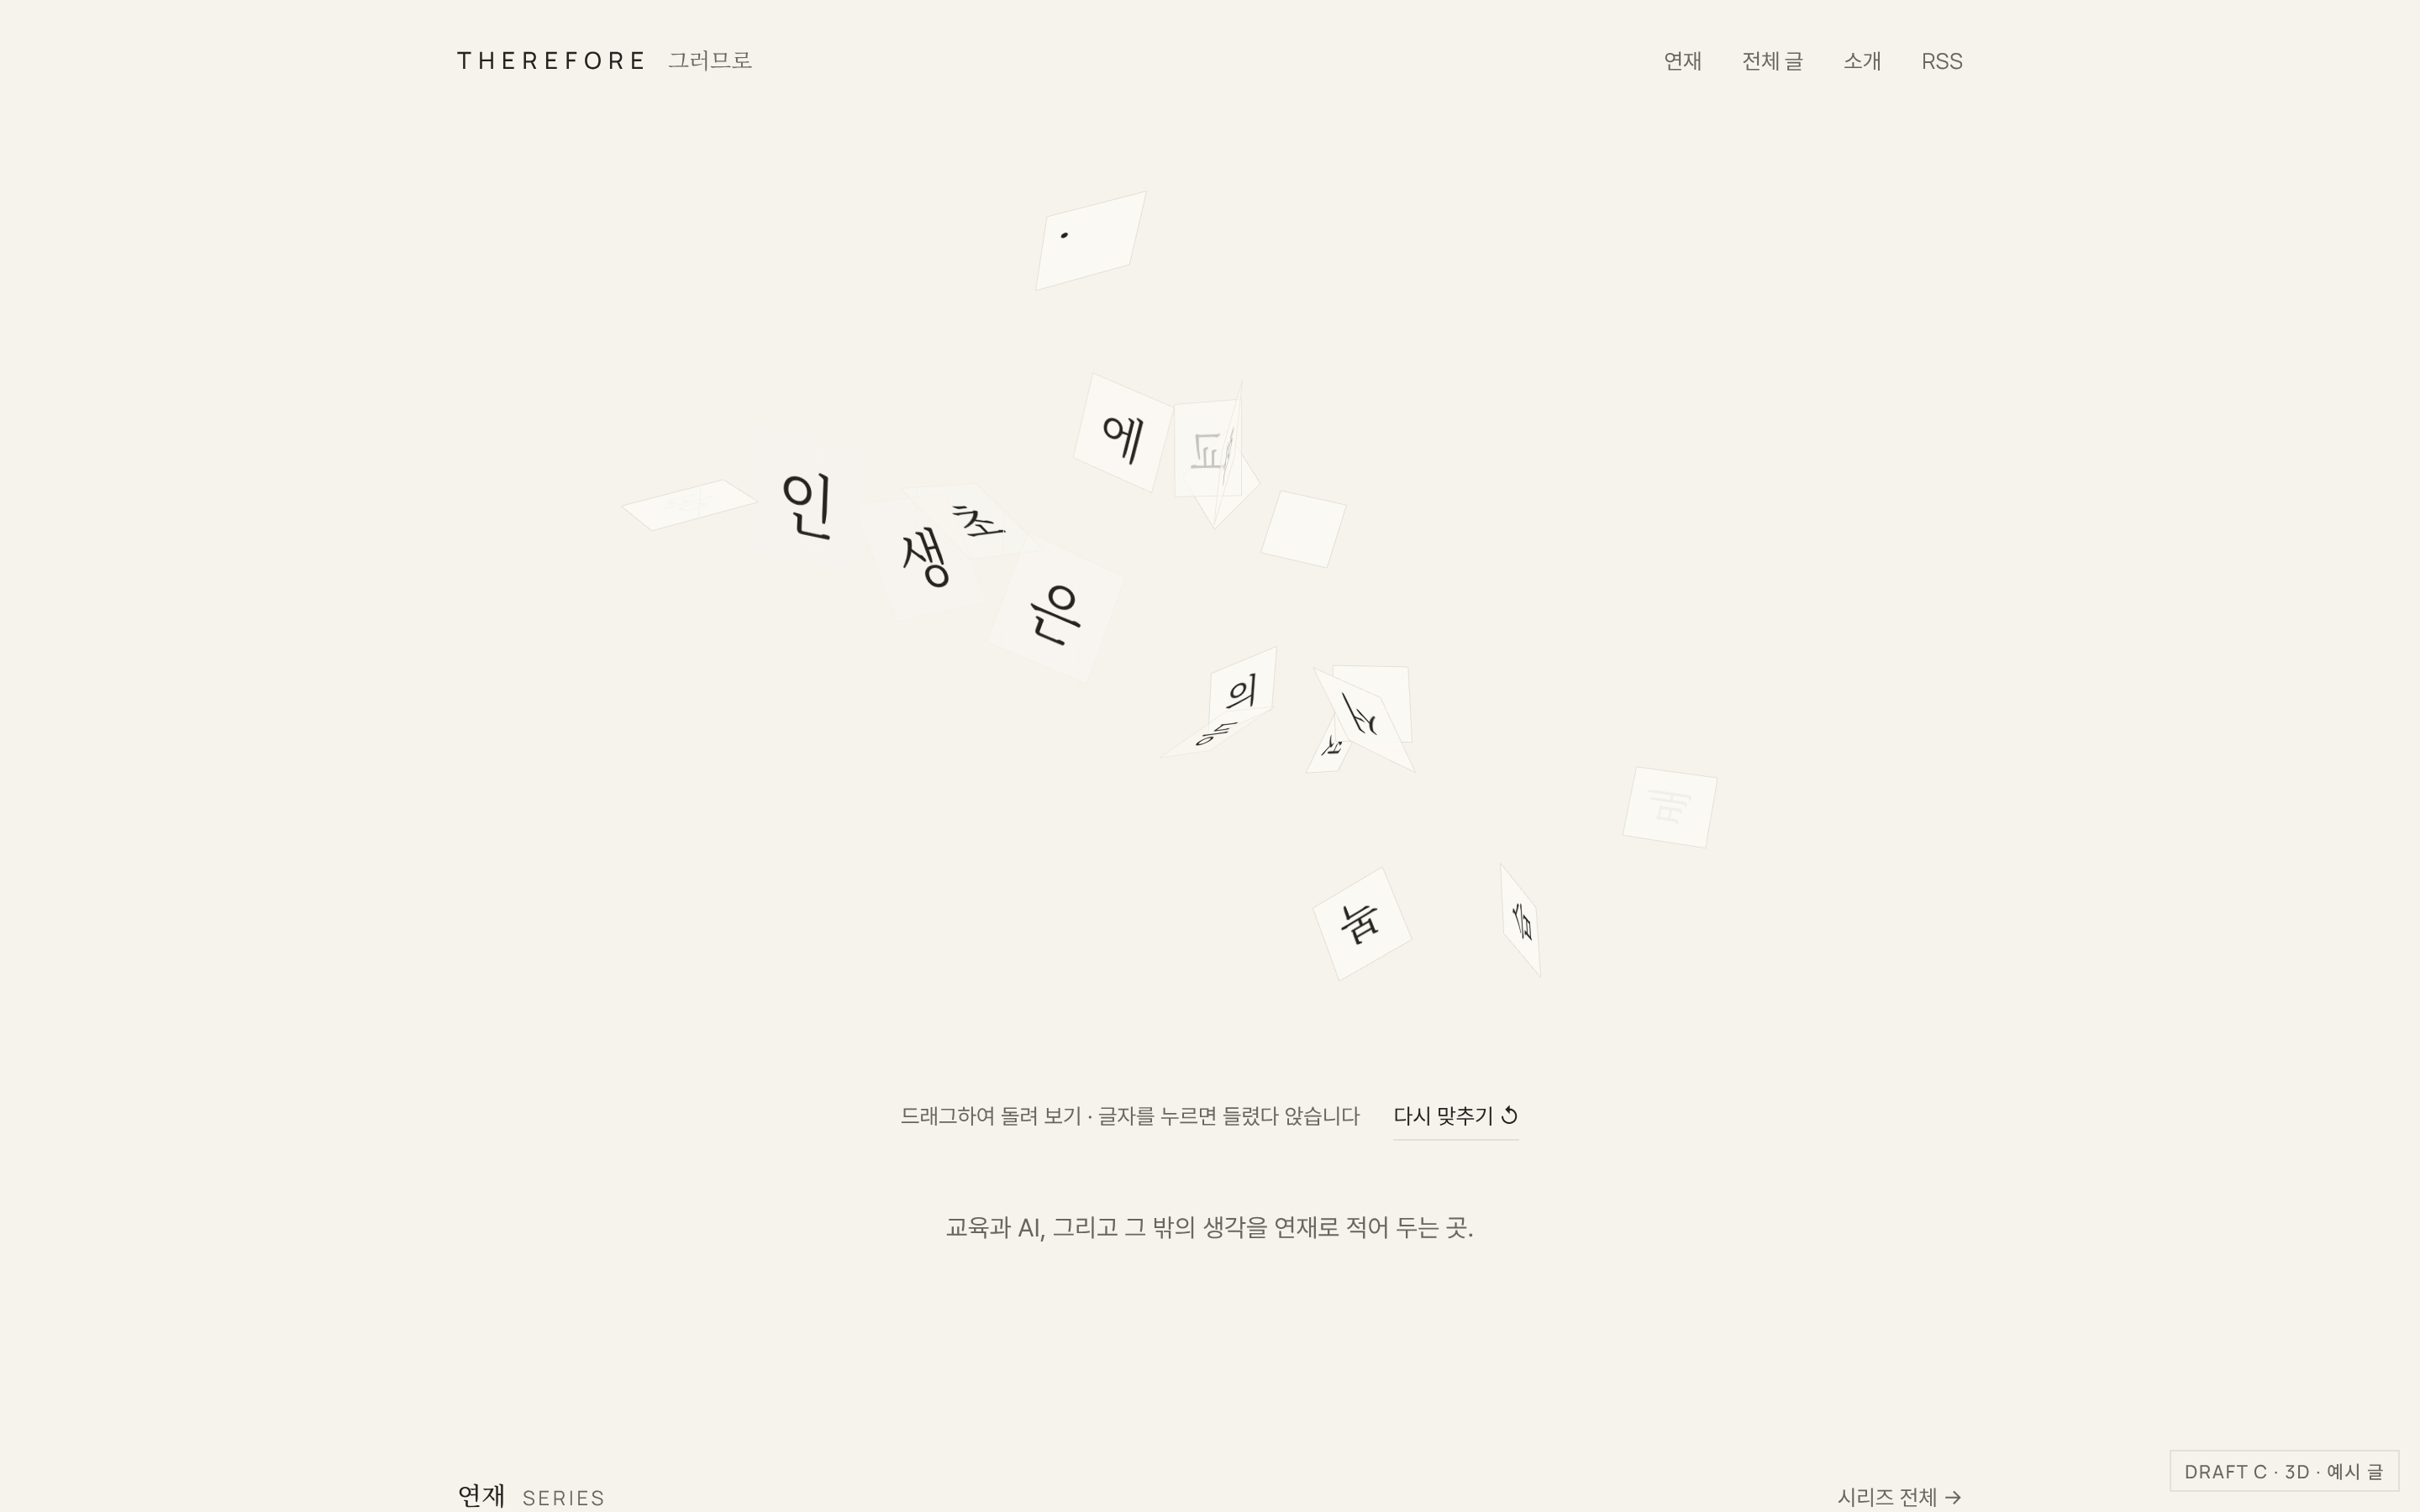 THEREFORE 그러므로
연재 전체 글 소개 RSS
에
인
초
생
은
의
눔
드래그하여 돌려 보기 · 글자를 누르면 들렸다 앉습니다 다시 맞추기
교육과 AI, 그리고 그 밖의 생각을 연재로 적어 두는 곳.
연재 SERIES
시리즈 전체 →
DRAFT C · 3D · 예시 글